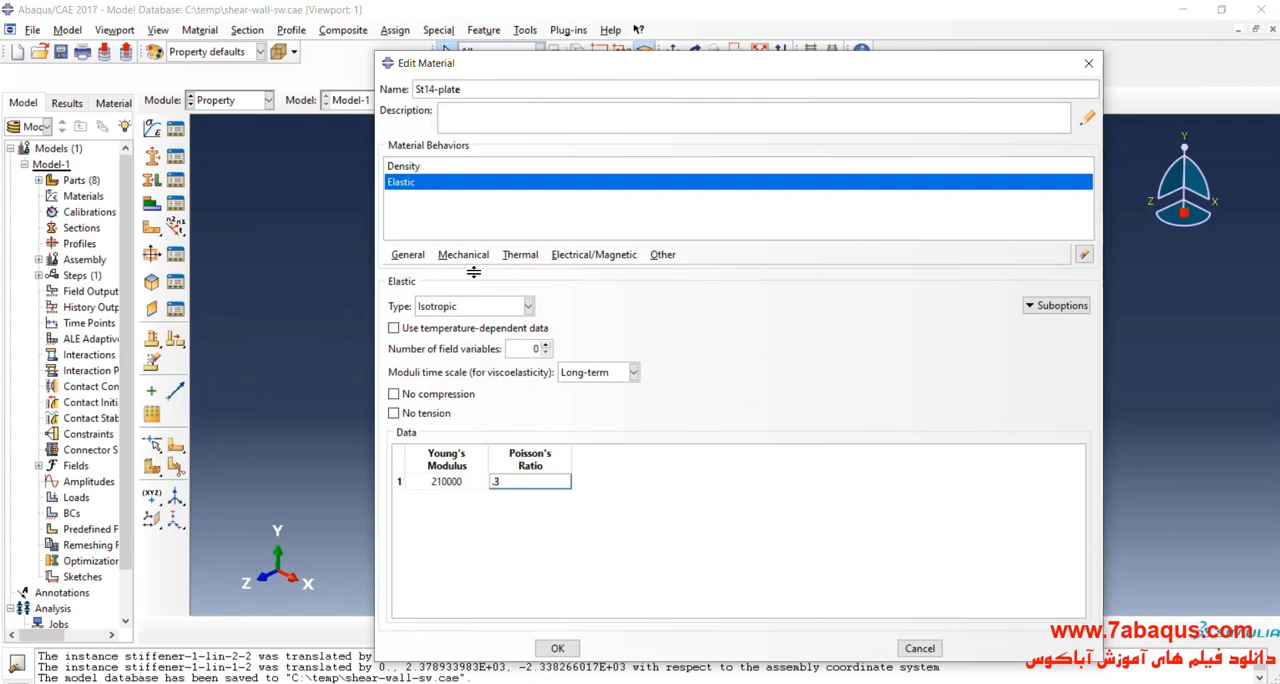 Abaqus/CAE 2017 - Model Database: C:\temp\shear-wall-sw.cae [Viewport: 1]
File Model Viewport View Material Section Profile Composite Assign Special Feature Tools Plug-ins Help
Property defaults
Edit Material
Name: St14-plate
Description:
Model Results Material
Module: Property Model: Model-1
Material Behaviors
Density
Elastic
General Mechanical Thermal Electrical/Magnetic Other
Elastic
Type: Isotropic
Suboptions
Use temperature-dependent data
Number of field variables: 0
Moduli time scale (for viscoelasticity): Long-term
No compression
No tension
Data
Young's Modulus
Poisson's Ratio
1 210000 .3
OK Cancel
Models (1)
Model-1
Parts (8)
Materials
Calibrations
Sections
Profiles
Assembly
Steps (1)
Field Output
History Outp
Time Points
ALE Adaptiv
Interactions
Interaction P
Contact Con
Contact Initi
Contact Stab
Constraints
Connector S
Fields
Amplitudes
Loads
BCs
Predefined F
Remeshing F
Optimization
Sketches
Annotations
Analysis
Jobs
Y
Z
X
Y
Z
X
www.7abaqus.com
دانلود فیلم های آموزش آباکوس
The instance stiffener-1-lin-2-2 was translated by
The instance stiffener-1-lin-1-2 was translated by 0., 2.378933983E+03, -2.338266017E+03 with respect to the assembly coordinate system
The model database has been saved to "C:\temp\shear-wall-sw.cae".